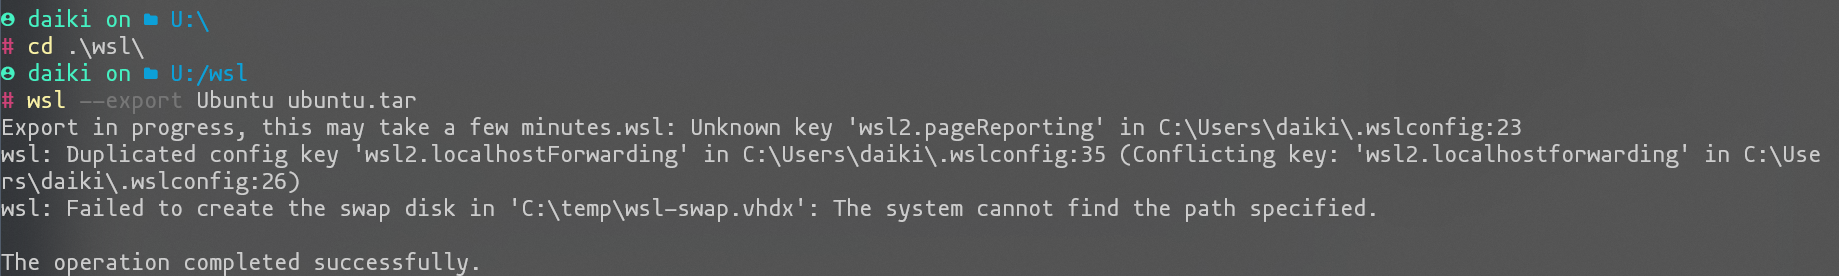 daiki on U:\
# cd .\wsl\
daiki on U:/wsl
# wsl --export Ubuntu ubuntu.tar
Export in progress, this may take a few minutes.wsl: Unknown key 'wsl2.pageReporting' in C:\Users\daiki\.wslconfig:23
wsl: Duplicated config key 'wsl2.localhostForwarding' in C:\Users\daiki\.wslconfig:35 (Conflicting key: 'wsl2.localhostforwarding' in C:\Use
rs\daiki\.wslconfig:26)
wsl: Failed to create the swap disk in 'C:\temp\wsl-swap.vhdx': The system cannot find the path specified.
The operation completed successfully.